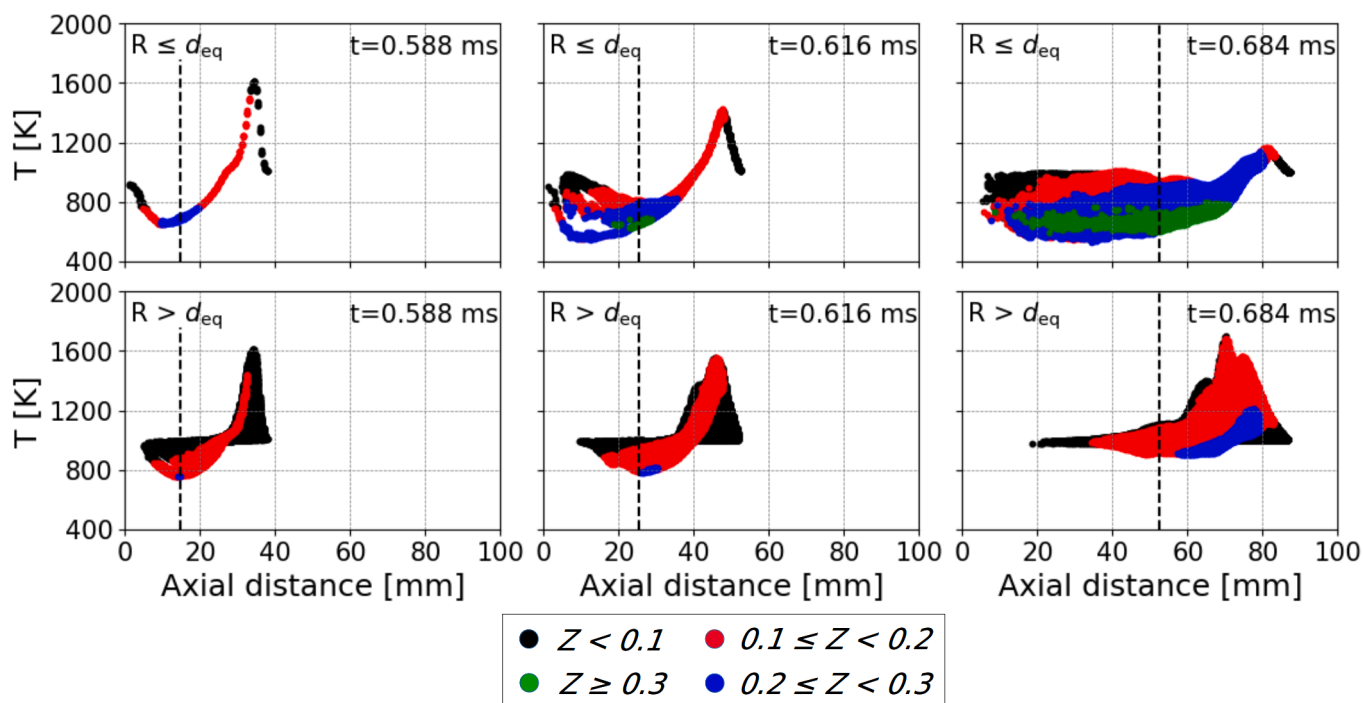 2000
1600
1200
800
400
T [K]
R ≤ d_eq t=0.588 ms
R ≤ d_eq t=0.616 ms
R ≤ d_eq t=0.684 ms
2000
1600
1200
800
400
T [K]
R > d_eq t=0.588 ms
R > d_eq t=0.616 ms
R > d_eq t=0.684 ms
0 20 40 60 80 100
0 20 40 60 80 100
0 20 40 60 80 100
Axial distance [mm]
Axial distance [mm]
Axial distance [mm]
Z < 0.1 0.1 ≤ Z < 0.2
Z ≥ 0.3 0.2 ≤ Z < 0.3